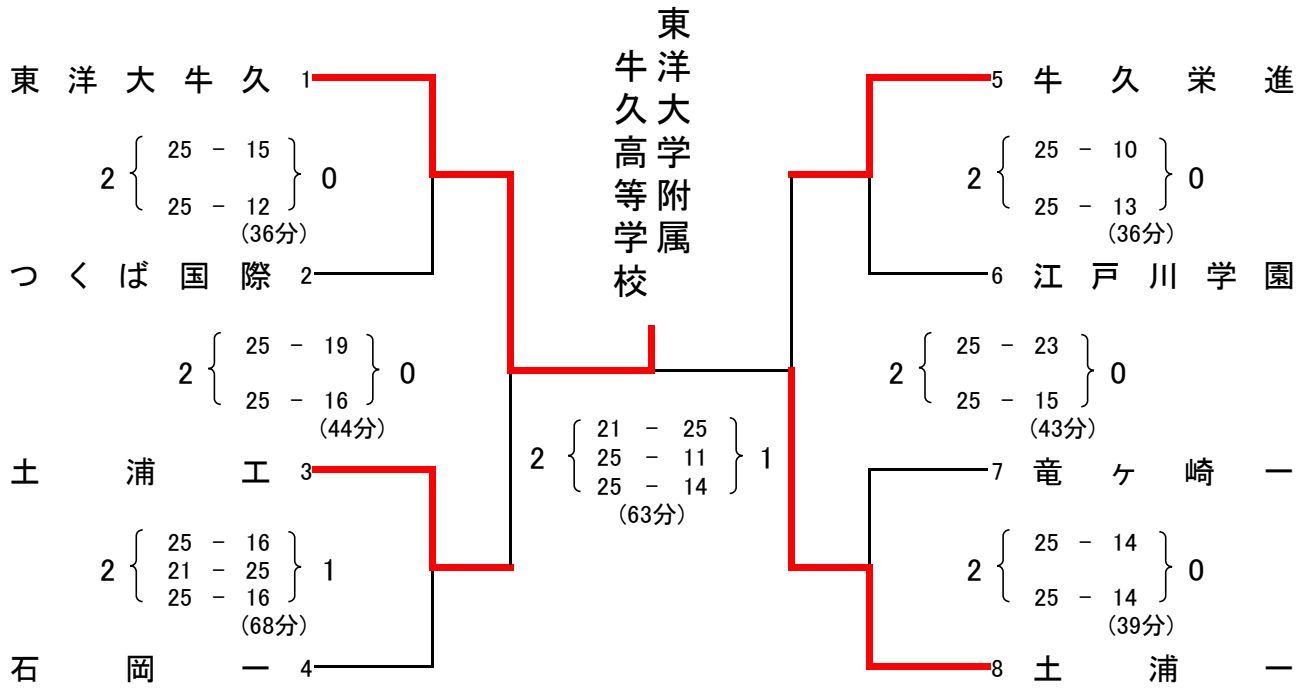 東洋大学附属
牛久高等学校
東洋大牛久 1
2 { 25 - 15 } 0
25 - 12
(36分)
つくば国際 2
2 { 25 - 19 } 0
25 - 16
(44分)
土浦工 3
2 { 25 - 16 } 1
21 - 25
25 - 16
(68分)
石岡一 4
2 { 21 - 25 } 1
25 - 11
25 - 14
(63分)
5 牛久栄進
2 { 25 - 10 } 0
25 - 13
(36分)
6 江戸川学園
2 { 25 - 23 } 0
25 - 15
(43分)
7 竜ヶ崎一
2 { 25 - 14 } 0
25 - 14
(39分)
8 土浦一